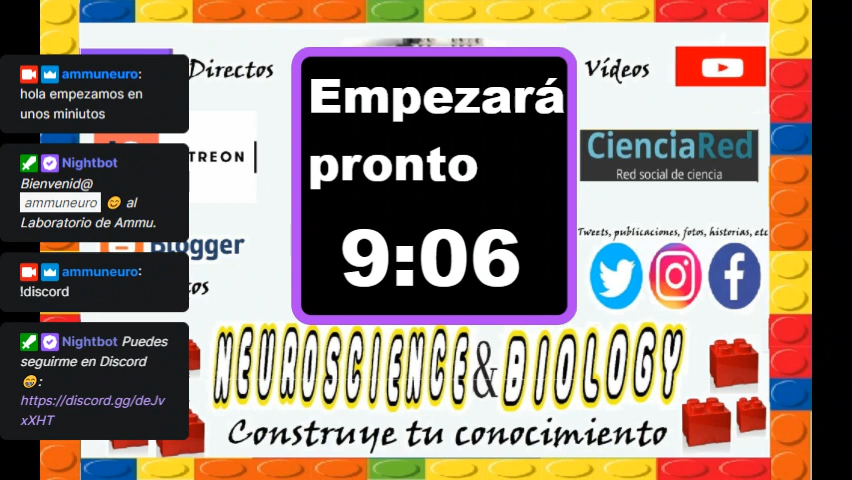 ammuneuro:
hola empezamos en
unos miniutos
Nightbot
Bienvenid@
ammuneuro 😊 al
Laboratorio de Ammu.
ammuneuro:
!discord
Nightbot Puedes
seguirme en Discord
😁:
https://discord.gg/deJv
xXHT
Directos
TREON
Blogger
Empezará
pronto
9:06
Vídeos
CienciaRed
Red social de ciencia
Tweets, publicaciones, fotos, historias, etc
NEUROSCIENCE & BIOLOGY
Construye tu conocimiento